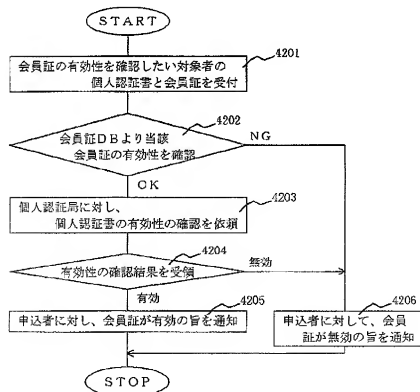 START
4201
会員証の有効性を確認したい対象者の
個人認証書と会員証を受付
4202
会員証DBより当該
会員証の有効性を確認
NG
OK
4203
個人認証局に対し、
個人認証書の有効性の確認を依頼
4204
有効性の確認結果を受領
無効
有効
4205
4206
申込者に対し、会員証が有効の旨を通知
申込者に対して、会員
証が無効の旨を通知
STOP